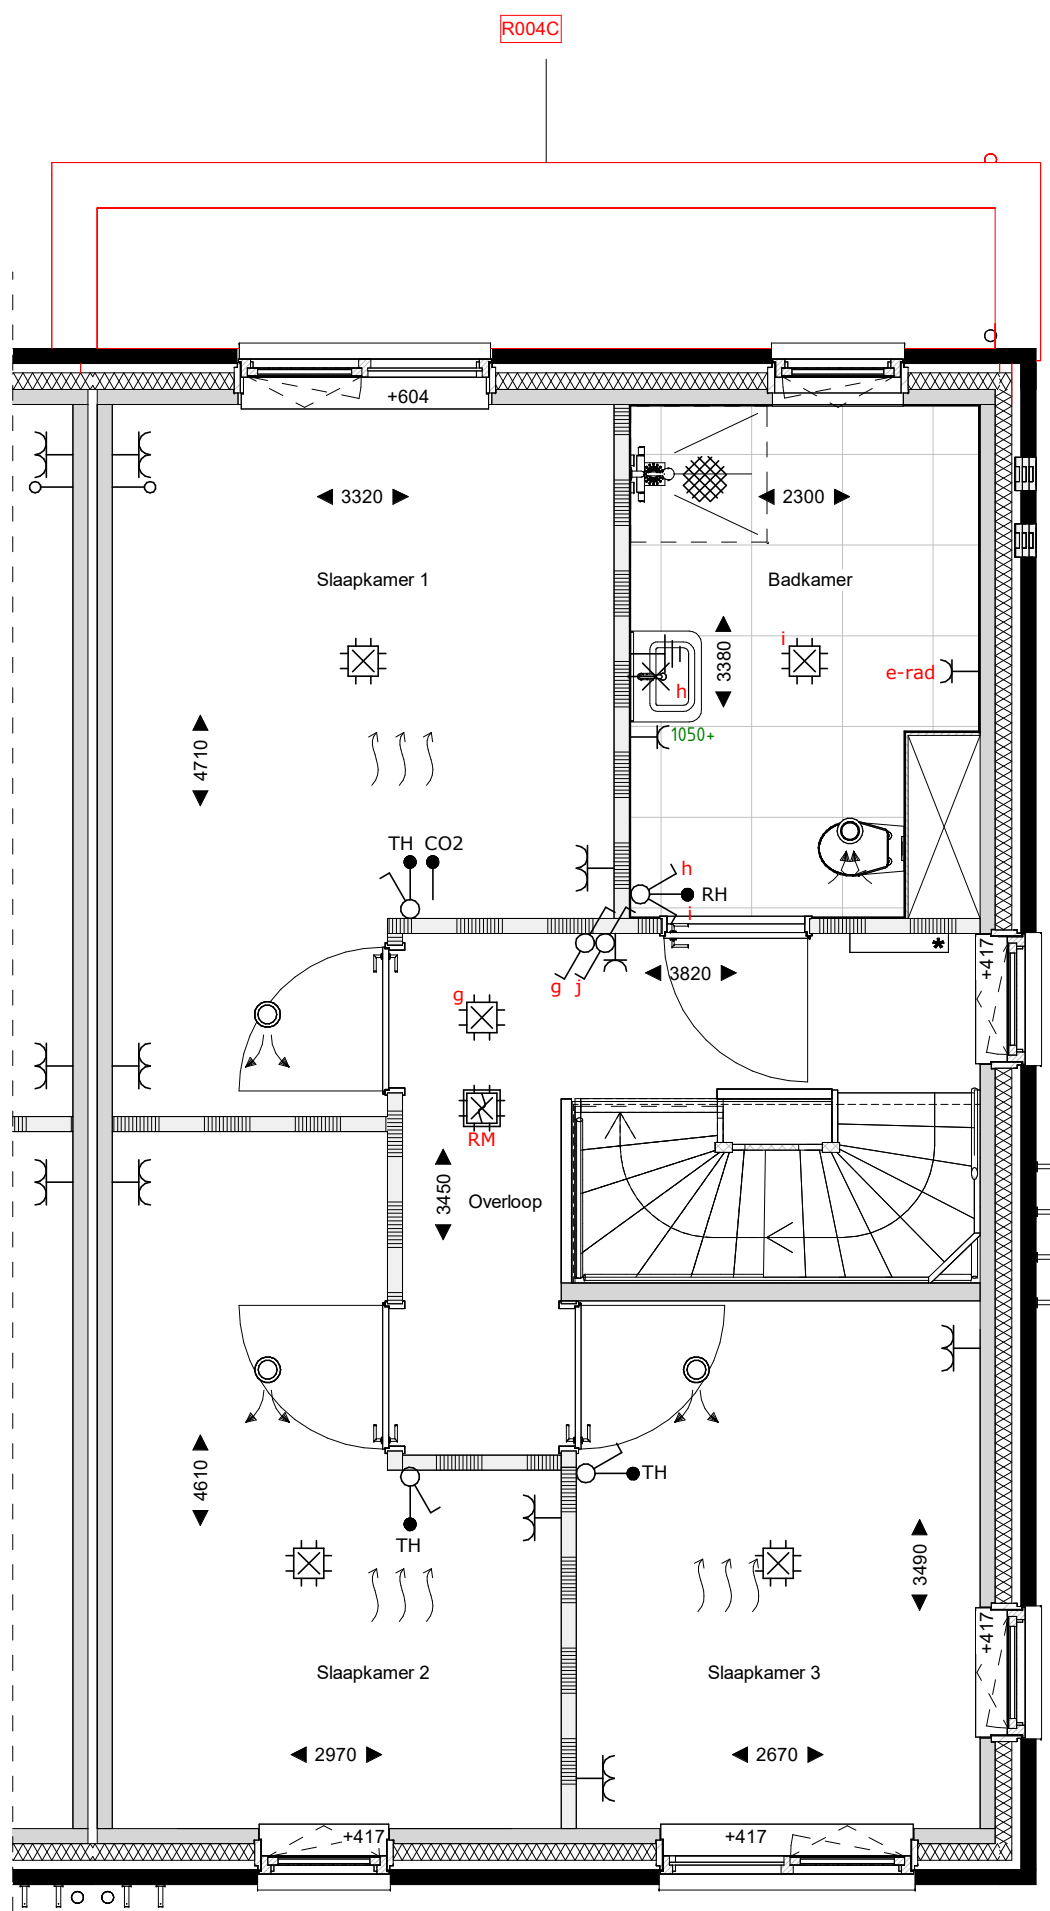 R004C
+604
3320
2300
Slaapkamer 1
Badkamer
i
3380
e-rad
h
1050+
4710
TH CO2
h
RH
i
*
+417
g j
3820
g
RM
3450
Overloop
4610
TH
TH
3490
+417
Slaapkamer 2
Slaapkamer 3
2970
2670
+417
+417